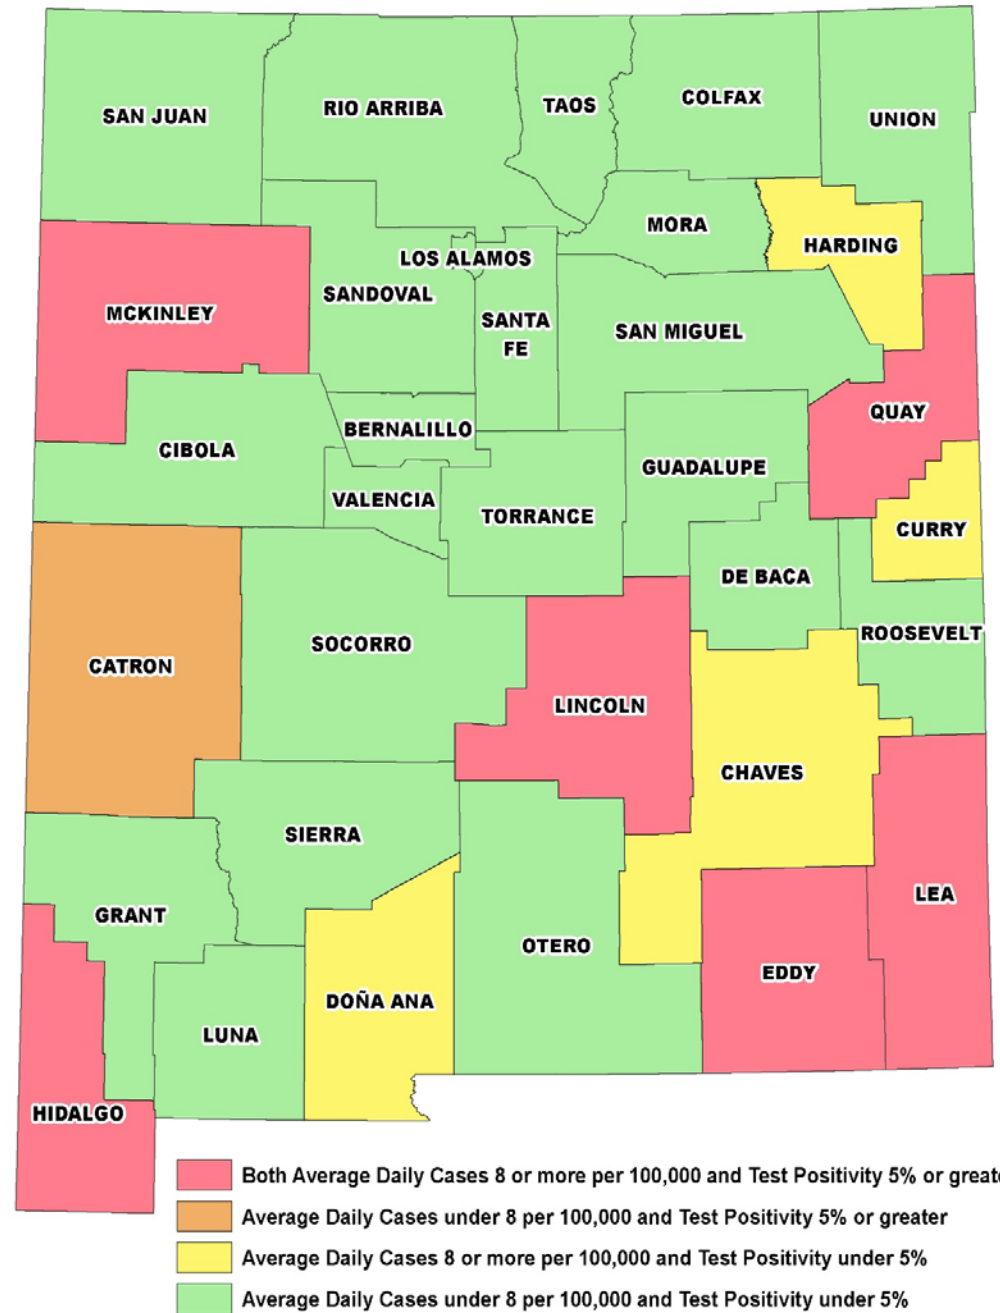 SAN JUAN
RIO ARRIBA
TAOS
COLFAX
UNION
MORA
HARDING
LOS ALAMOS
SANDOVAL
MCKINLEY
SANTA
FE
SAN MIGUEL
QUAY
BERNALILLO
CIBOLA
GUADALUPE
VALENCIA
TORRANCE
CURRY
DE BACA
ROOSEVELT
SOCORRO
CATRON
LINCOLN
CHAVES
SIERRA
LEA
GRANT
OTERO
EDDY
DOÑA ANA
LUNA
HIDALGO
Both Average Daily Cases 8 or more per 100,000 and Test Positivity 5% or greate
Average Daily Cases under 8 per 100,000 and Test Positivity 5% or greater
Average Daily Cases 8 or more per 100,000 and Test Positivity under 5%
Average Daily Cases under 8 per 100,000 and Test Positivity under 5%